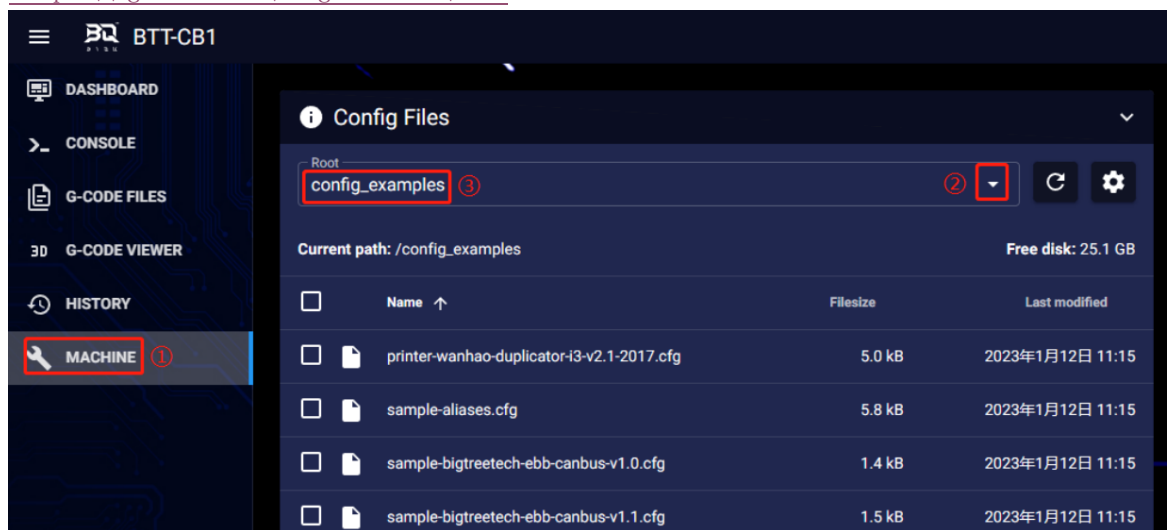 BQ BTT-CB1
DASHBOARD
CONSOLE
G-CODE FILES
3D G-CODE VIEWER
HISTORY
MACHINE ①
Config Files
Root
config_examples ③ ②
Current path: /config_examples Free disk: 25.1 GB
Name ↑ Filesize Last modified
printer-wanhao-duplicator-i3-v2.1-2017.cfg 5.0 kB 2023年1月12日 11:15
sample-aliases.cfg 5.8 kB 2023年1月12日 11:15
sample-bigtreetech-ebb-canbus-v1.0.cfg 1.4 kB 2023年1月12日 11:15
sample-bigtreetech-ebb-canbus-v1.1.cfg 1.5 kB 2023年1月12日 11:15